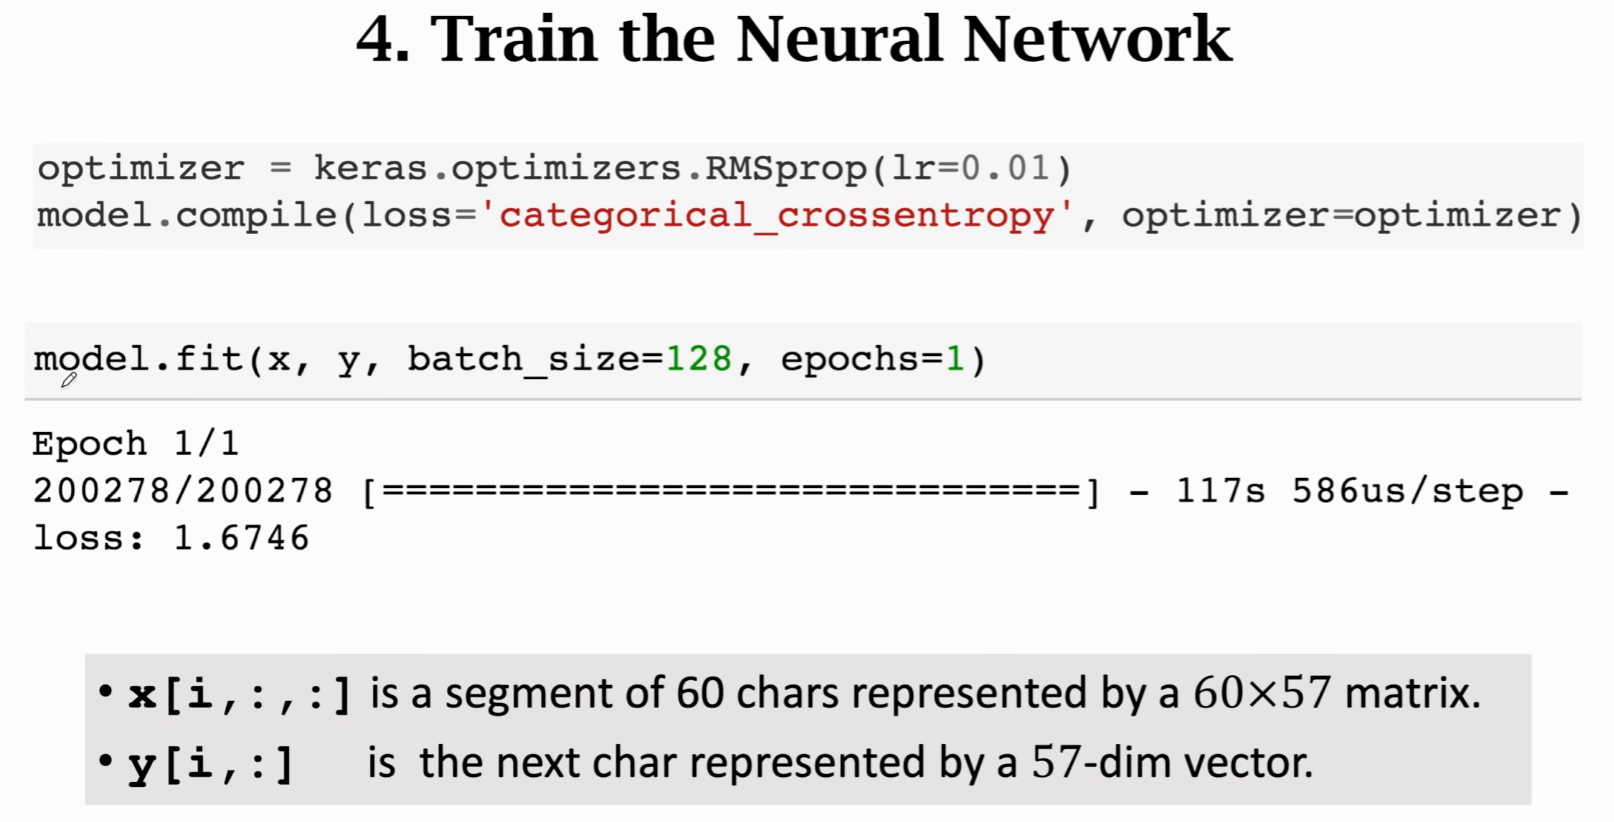 4. Train the Neural Network
optimizer = keras.optimizers.RMSprop(lr=0.01)
model.compile(loss='categorical_crossentropy', optimizer=optimizer)
model.fit(x, y, batch_size=128, epochs=1)
Epoch 1/1
200278/200278 [==============================] - 117s 586us/step -
loss: 1.6746
• x[i,:,:] is a segment of 60 chars represented by a 60×57 matrix.
• y[i,:] is the next char represented by a 57-dim vector.